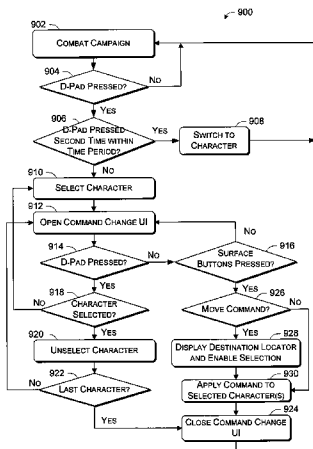 900
902
COMBAT CAMPAIGN
904
D-PAD PRESSED?
NO
YES
906
D-PAD PRESSED
SECOND TIME WITHIN
TIME PERIOD?
YES
908
SWITCH TO
CHARACTER
NO
910
SELECT CHARACTER
912
OPEN COMMAND CHANGE UI
NO
914
D-PAD PRESSED?
NO
916
SURFACE
BUTTONS PRESSED?
YES
YES
918
CHARACTER
SELECTED?
NO
926
MOVE COMMAND?
NO
YES
YES
920
UNSELECT CHARACTER
928
DISPLAY DESTINATION LOCATOR
AND ENABLE SELECTION
NO
922
LAST CHARACTER?
930
APPLY COMMAND TO
SELECTED CHARACTER(S)
YES
924
CLOSE COMMAND CHANGE
UI